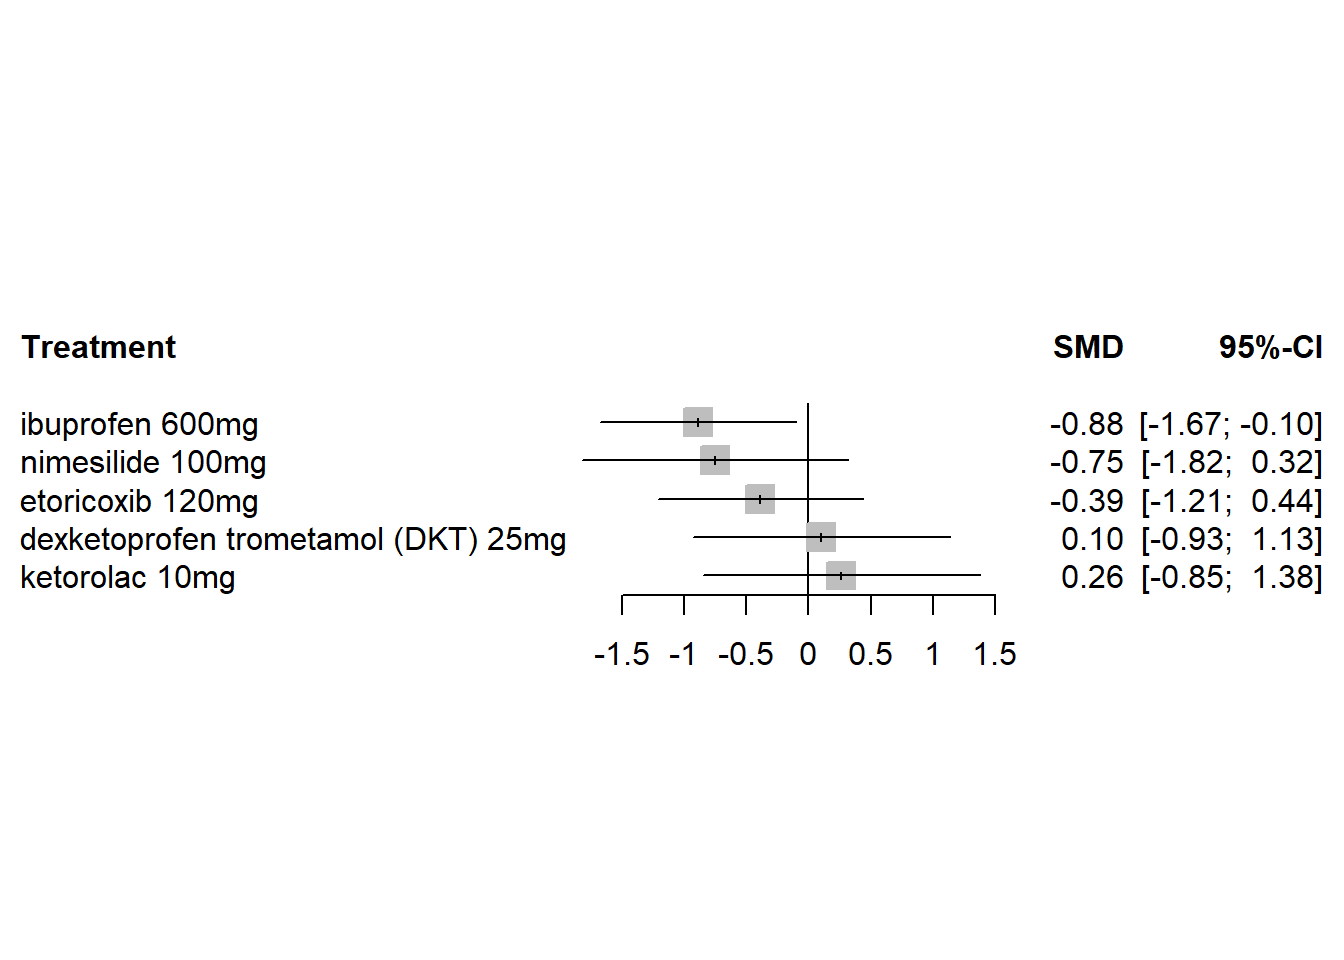 Treatment SMD 95%-CI
ibuprofen 600mg -0.88 [-1.67; -0.10]
nimesilide 100mg -0.75 [-1.82; 0.32]
etoricoxib 120mg -0.39 [-1.21; 0.44]
dexketoprofen trometamol (DKT) 25mg 0.10 [-0.93; 1.13]
ketorolac 10mg 0.26 [-0.85; 1.38]
-1.5 -1 -0.5 0 0.5 1 1.5